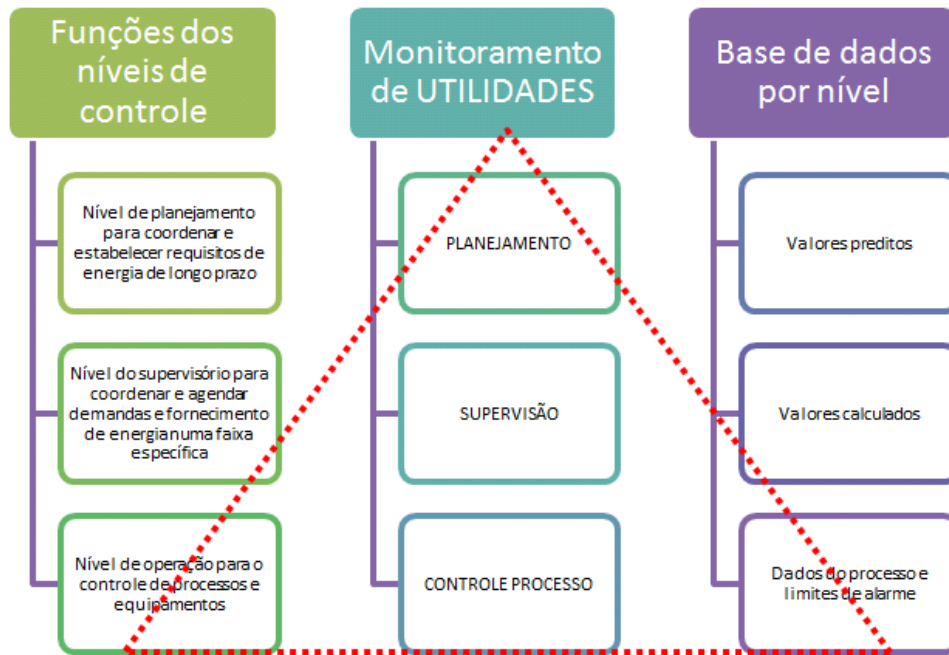 Funções dos
níveis de
controle
Nível de planejamento
para coordenar e
estabelecer requisitos de
energia de longo prazo
Nível do supervisório para
coordenar e agendar
demandas e fornecimento
de energia numa faixa
específica
Nível de operação para o
controle de processos e
equipamentos
Monitoramento
de UTILIDADES
PLANEJAMENTO
SUPERVISÃO
CONTROLE PROCESSO
Base de dados
por nível
Valores preditos
Valores calculados
Dados do processo e
limites de alarme